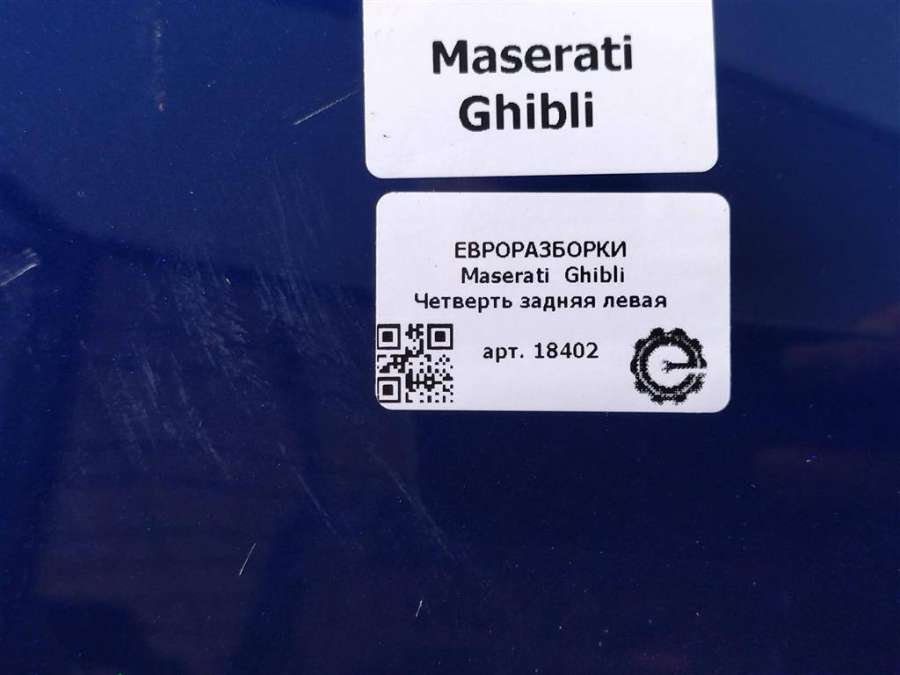 Maserati
Ghibli
ЕВРОРАЗБОРКИ
Maserati Ghibli
Четверть задняя левая
арт. 18402